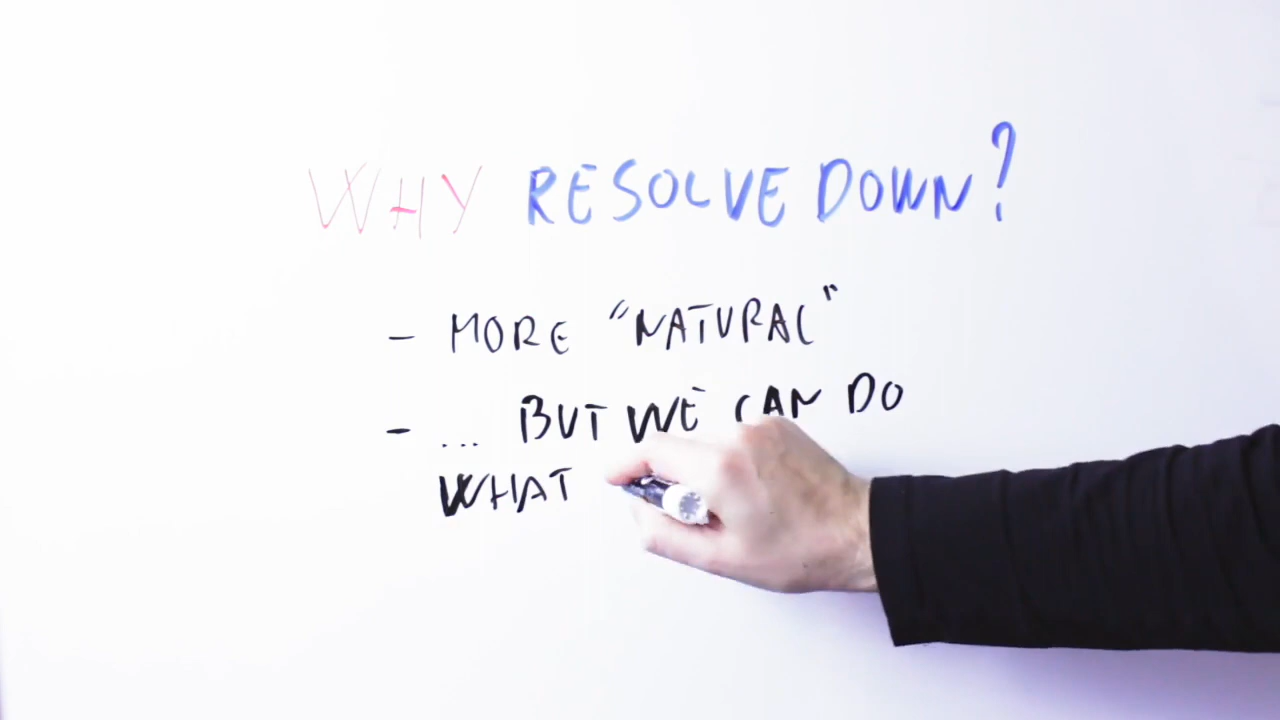 WHY RESOLVE DOWN?
- MORE "NATURAL"
- ... BUT WE CAN DO
WHAT